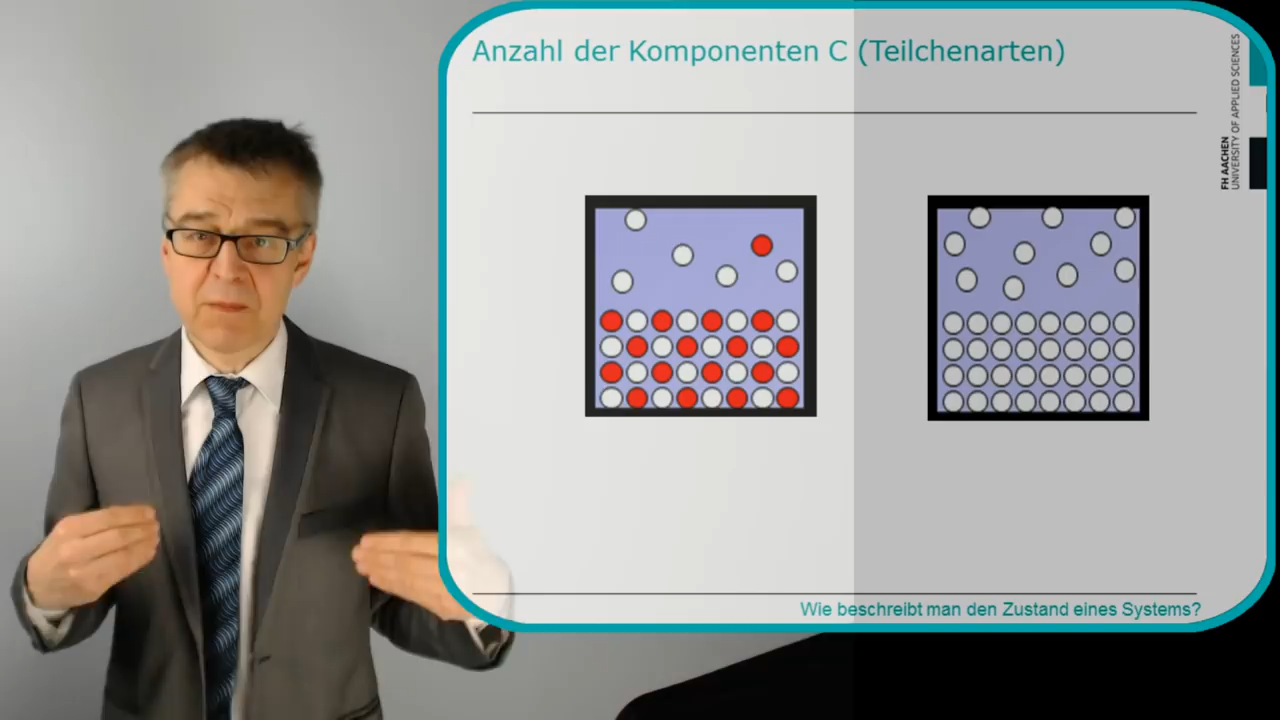 Anzahl der Komponenten C (Teilchenarten)
FH AACHEN
UNIVERSITY OF APPLIED SCIENCES
Wie beschreibt man den Zustand eines Systems?